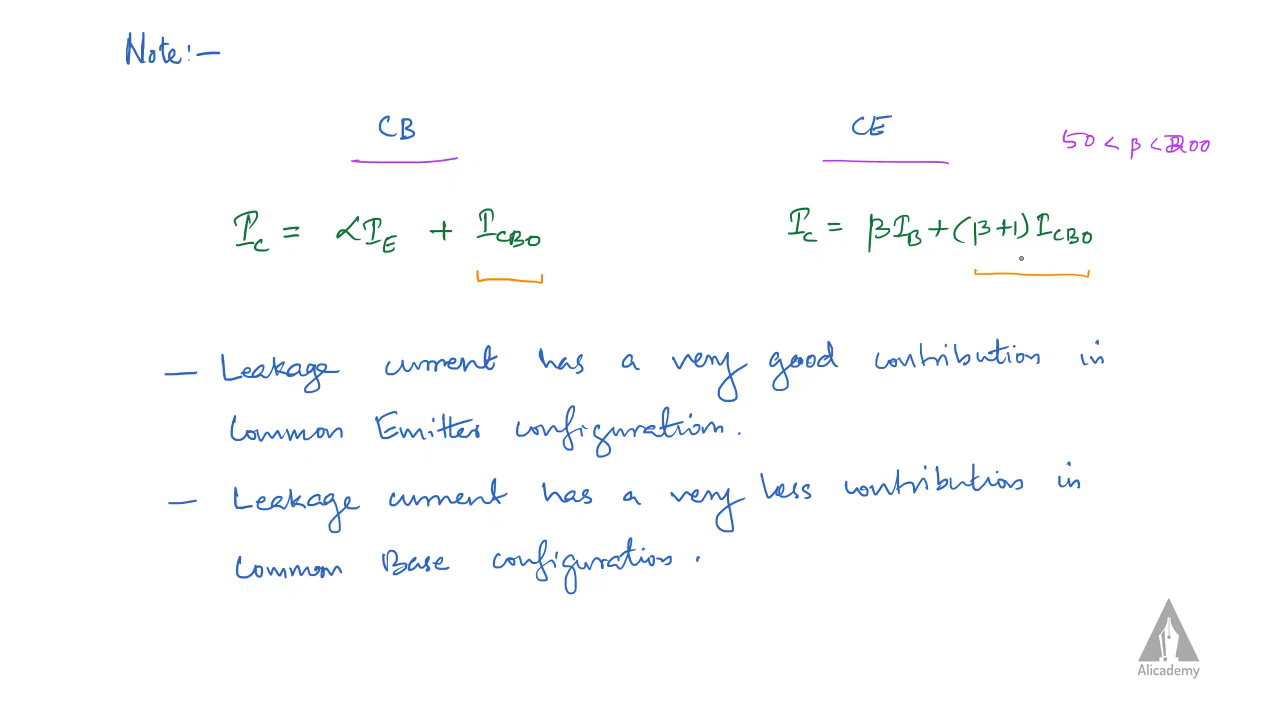 Note:-
CB CE
50 < β < 200
I_C = αI_E + I_CBO
I_C = βI_B + (β+1) I_CBO
— Leakage current has a very good contribution in
Common Emitter configuration.
— Leakage current has a very less contribution in
Common Base configuration.
Alicademy